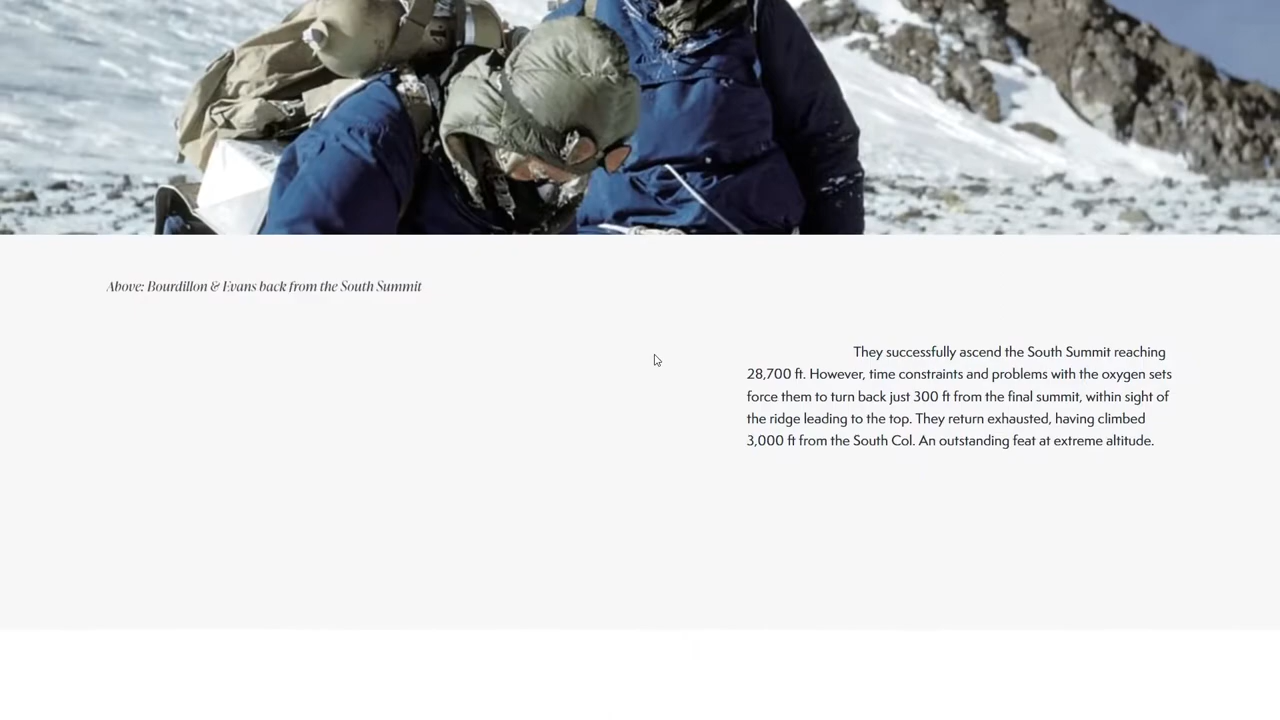 Above: Bourdillon & Evans back from the South Summit
They successfully ascend the South Summit reaching
28,700 ft. However, time constraints and problems with the oxygen sets
force them to turn back just 300 ft from the final summit, within sight of
the ridge leading to the top. They return exhausted, having climbed
3,000 ft from the South Col. An outstanding feat at extreme altitude.